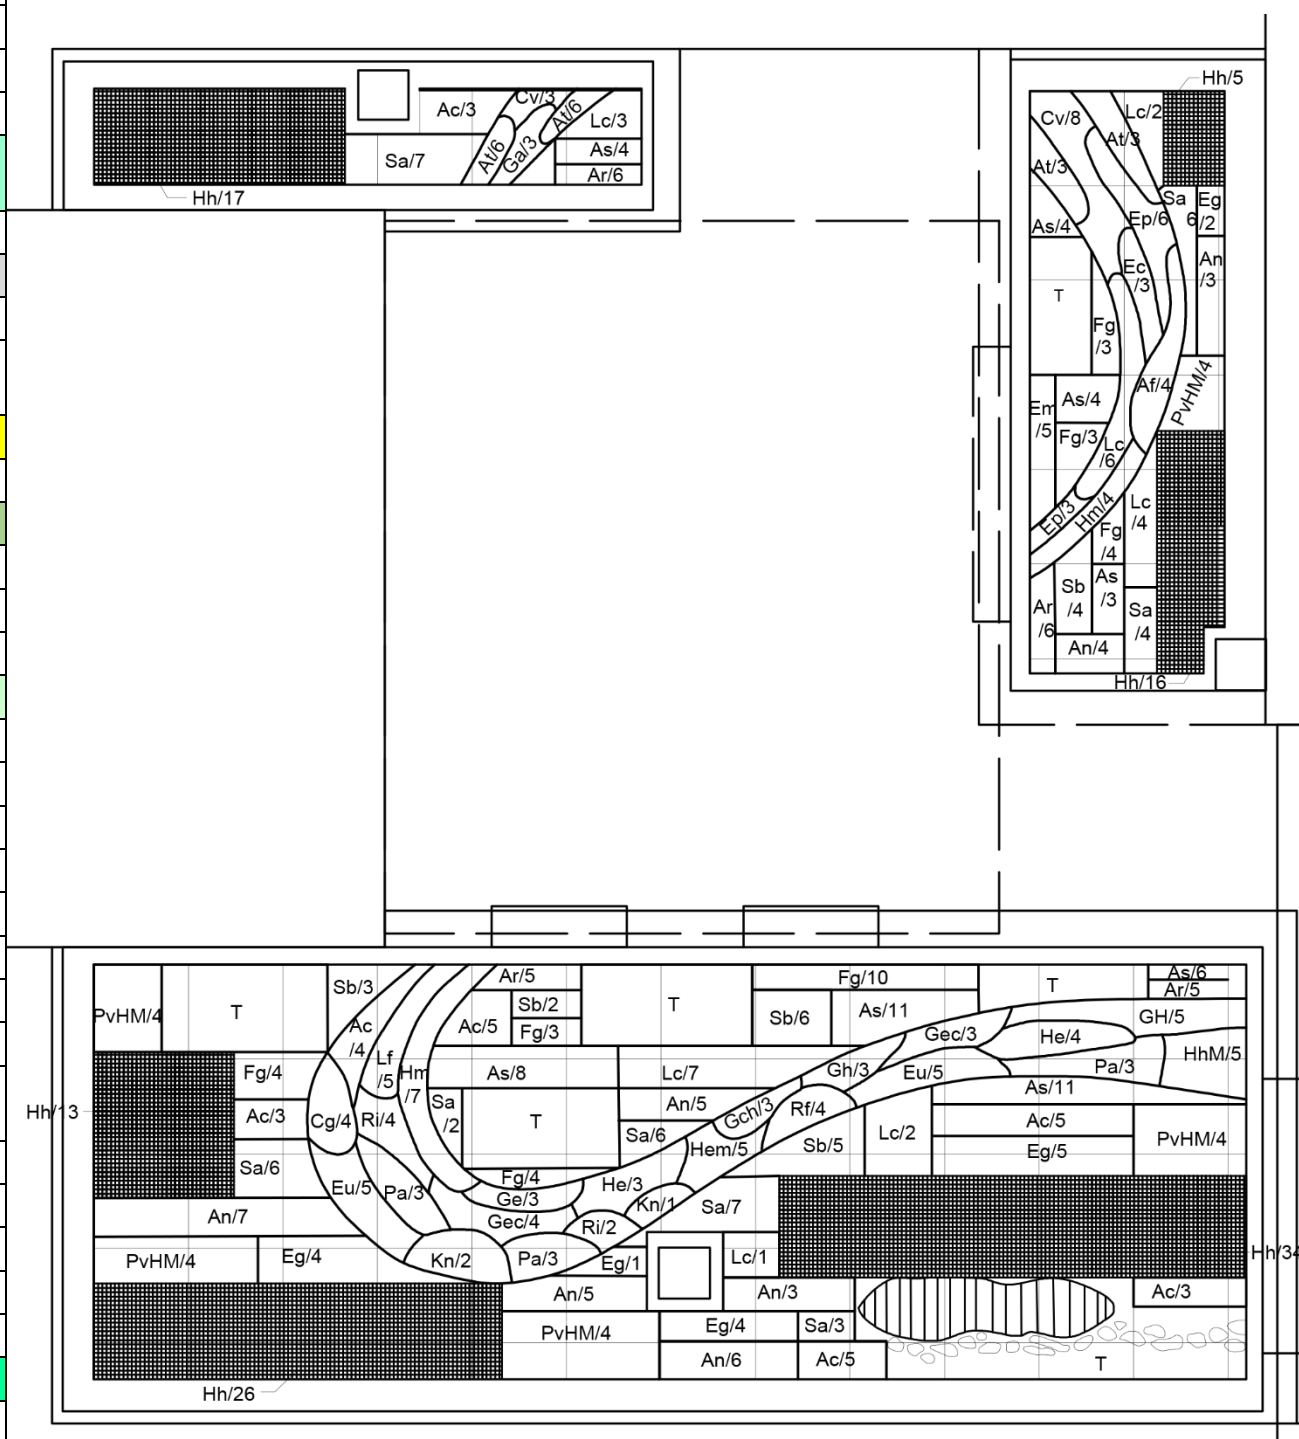 Hh/5
Cv/3
Ac/3
At/6
Lc/3
Cv/8
Lc/2
At/3
As/4
Sa/7
At/6
Ga/3
Ar/6
At/3
Hh/17
Sa
6
Eg
/2
Ep/6
As/4
An
/3
Ec
/3
T
Fg
/3
Af/4
PvHM/4
As/4
Em
/5
Fg/3
Lc
/6
Ep/3
Hm/4
Lc
/4
Fg
/4
Sb
/4
As
/3
Ar
/6
Sa
/4
An/4
Hh/16
PvHM/4
T
Sb/3
Ar/5
T
Fg/10
T
As/6
Ar/5
Sb/2
Ac/5
Fg/3
Sb/6
As/11
GH/5
Ac
/4
Gec/3
He/4
Lf
/5
Hm
/7
HhM/5
Fg/4
As/8
Lc/7
Gh/3
Eu/5
Pa/3
As/11
Hh/13
Ac/3
Cg/4
Ri/4
Sa
/2
T
An/5
Gch/3
Rf/4
Ac/5
Sa/6
Hem/5
Sb/5
Lc/2
Eg/5
PvHM/4
Sa/6
Eu/5
Pa/3
Fg/4
Ge/3
He/3
Kn/1
Sa/7
An/7
Gec/4
Ri/2
PvHM/4
Eg/4
Kn/2
Pa/3
Eg/1
Lc/1
Hh/34
An/5
An/3
Ac/3
PvHM/4
Eg/4
Sa/3
An/6
Ac/5
T
Hh/26